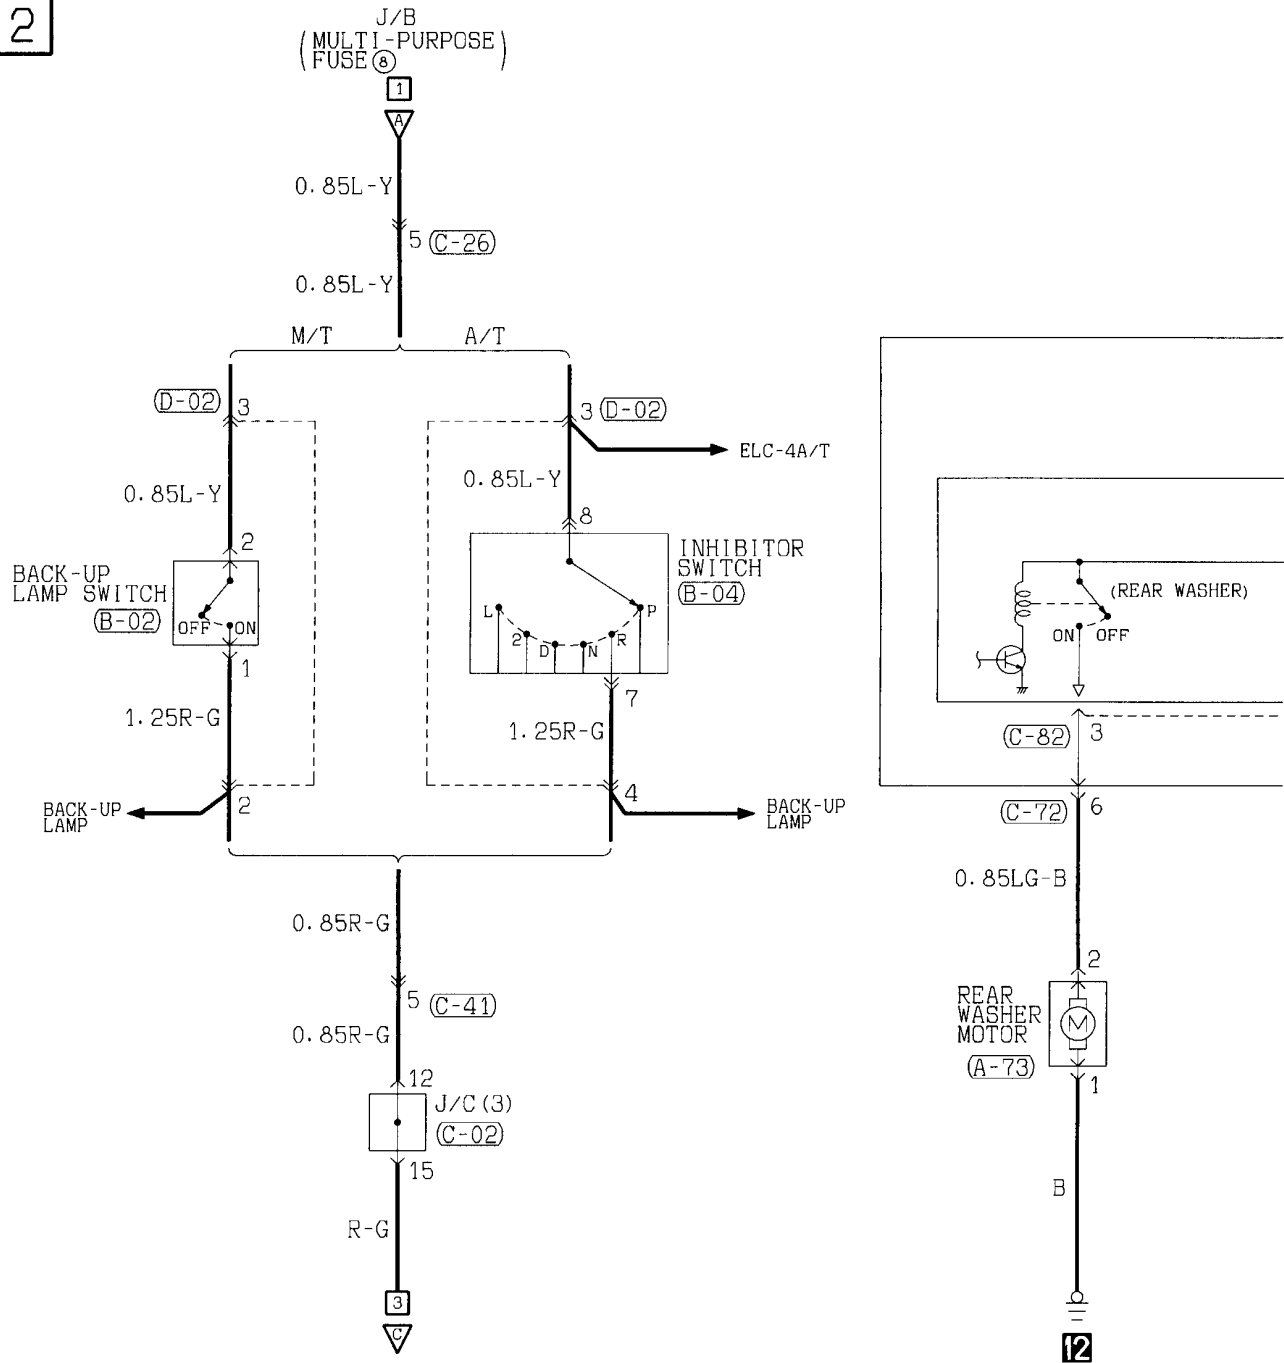 2
J/B
(MULTI-PURPOSE
FUSE ⑧)
1
A
0.85L-Y
5 (C-26)
0.85L-Y
M/T
A/T
(D-02) 3
3 (D-02)
ELC-4A/T
0.85L-Y
0.85L-Y
2
8
BACK-UP
LAMP SWITCH
(B-02)
OFF ON
1
INHIBITOR
SWITCH
(B-04)
L 2 D N R P
7
1.25R-G
1.25R-G
2
4
BACK-UP
LAMP
BACK-UP
LAMP
0.85R-G
5 (C-41)
0.85R-G
12
J/C(3)
(C-02)
15
R-G
3
C
(REAR WASHER)
ON OFF
(C-82) 3
(C-72) 6
0.85LG-B
2
REAR
WASHER
MOTOR
M
(A-73)
1
B
12